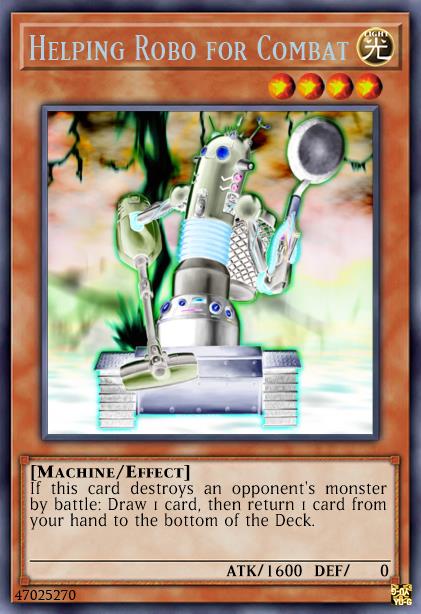 Helping Robo for Combat
LIGHT
光
[Machine/Effect]
If this card destroys an opponent's monster
by battle: Draw 1 card, then return 1 card from
your hand to the bottom of the Deck.
ATK/1600 DEF/ 0
47025270